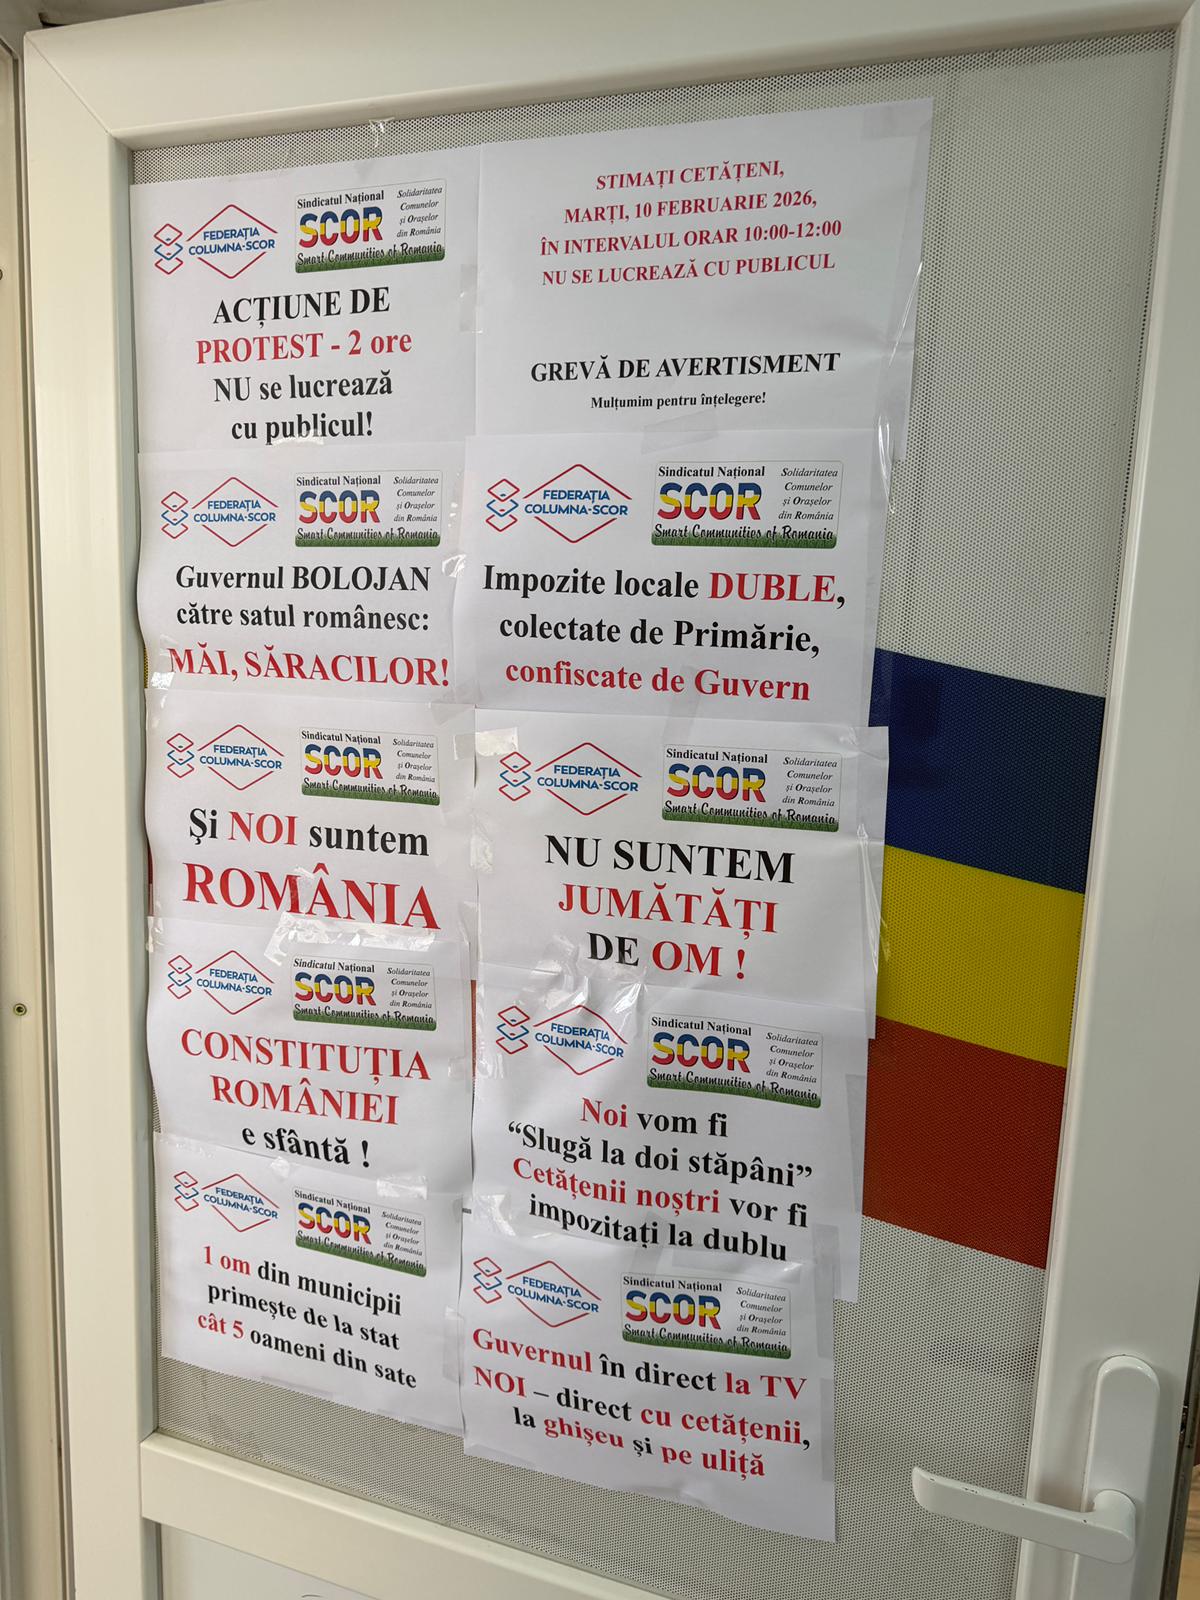 FEDERAȚIA
COLUMNA-SCOR
Sindicatul Național
SCOR
Smart Communities of Romania
Solidaritatea
Comunelor
și Orașelor
din România
ACȚIUNE DE
PROTEST - 2 ore
NU se lucrează
cu publicul!
STIMAȚI CETĂȚENI,
MARȚI, 10 FEBRUARIE 2026,
ÎN INTERVALUL ORAR 10:00-12:00
NU SE LUCREAZĂ CU PUBLICUL
GREVĂ DE AVERTISMENT
Mulțumim pentru înțelegere!
FEDERAȚIA
COLUMNA-SCOR
Sindicatul Național
SCOR
Smart Communities of Romania
Solidaritatea
Comunelor
și Orașelor
din România
Guvernul BOLOJAN
către satul românesc:
MĂI, SĂRACILOR!
FEDERAȚIA
COLUMNA-SCOR
Sindicatul Național
SCOR
Smart Communities of Romania
Solidaritatea
Comunelor
și Orașelor
din România
Impozite locale DUBLE,
colectate de Primărie,
confiscate de Guvern
FEDERAȚIA
COLUMNA-SCOR
Sindicatul Național
SCOR
Smart Communities of Romania
Solidaritatea
Comunelor
și Orașelor
din România
Și NOI suntem
ROMÂNIA
FEDERAȚIA
COLUMNA-SCOR
Sindicatul Național
SCOR
Smart Communities of Romania
Solidaritatea
Comunelor
și Orașelor
din România
NU SUNTEM
JUMĂTĂȚI
DE OM !
FEDERAȚIA
COLUMNA-SCOR
Sindicatul Național
SCOR
Smart Communities of Romania
Solidaritatea
Comunelor
și Orașelor
din România
CONSTITUȚIA
ROMÂNIEI
e sfântă !
FEDERAȚIA
COLUMNA-SCOR
Sindicatul Național
SCOR
Smart Communities of Romania
Solidaritatea
Comunelor
și Orașelor
din România
Noi vom fi
“Slugă la doi stăpâni”
Cetățenii noștri vor fi
impozitați la dublu
FEDERAȚIA
COLUMNA-SCOR
Sindicatul Național
SCOR
Smart Communities of Romania
Solidaritatea
Comunelor
și Orașelor
din România
1 om din municipii
primește de la stat
cât 5 oameni din sate
FEDERAȚIA
COLUMNA-SCOR
Sindicatul Național
SCOR
Smart Communities of Romania
Solidaritatea
Comunelor
și Orașelor
din România
Guvernul în direct la TV
NOI – direct cu cetățenii,
la ghișeu și pe uliță